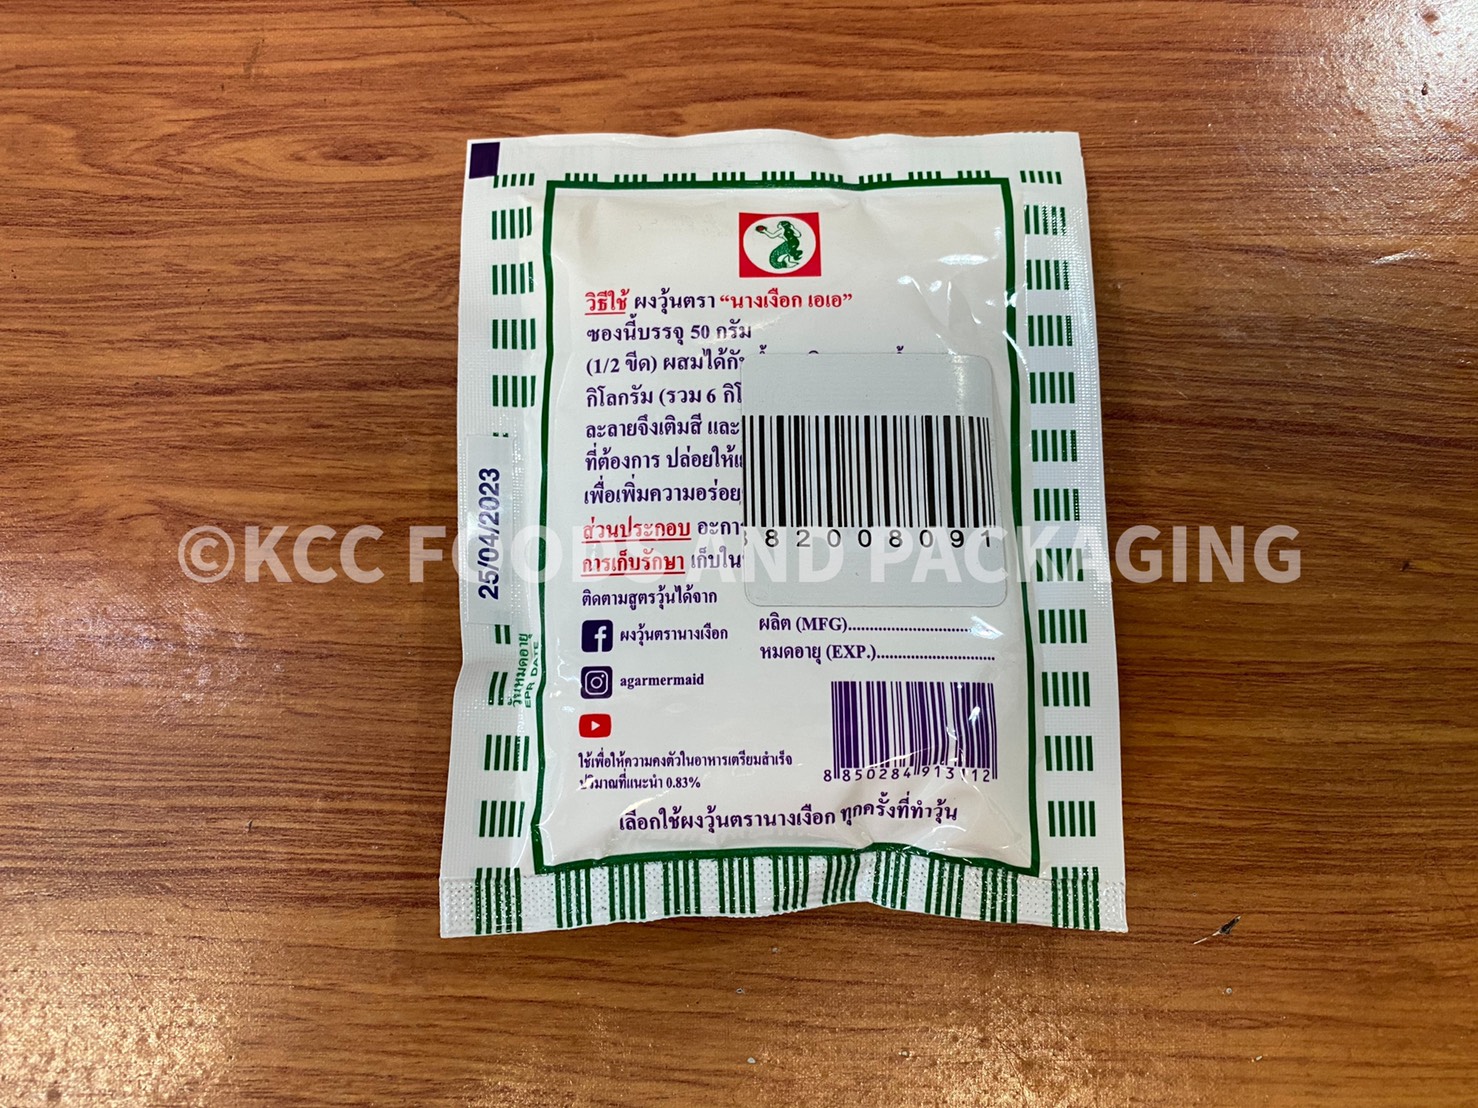 วิธีใช้ ผงวุ้นตรา “นางเงือก เอเอ”
ซองนี้บรรจุ 50 กรัม
(1/2 ขีด) ผสมได้กับ
กิโลกรัม (รวม 6
ละลายจึงเติมสี และ
ที่ต้องการ ปล่อยให้
เพื่อเพิ่มความอร่อย
ส่วนประกอบ
การเก็บรักษา เก็บใน
ติดตามสูตรวุ้นได้จาก
ผงวุ้นตรานางเงือก
agarmermaid
ใช้เพื่อให้ความคงตัวในอาหารเตรียมสำเร็จ
ปริมาณที่แนะนำ 0.83%
ผลิต (MFG)
หมดอายุ (EXP.)
8 850284 913112
เลือกใช้ผงวุ้นตรานางเงือก ทุกครั้งที่ทำวุ้น
82008091
25/04/2023
วันหมดอายุ
EPR DATE
©KCC FOODS AND PACKAGING